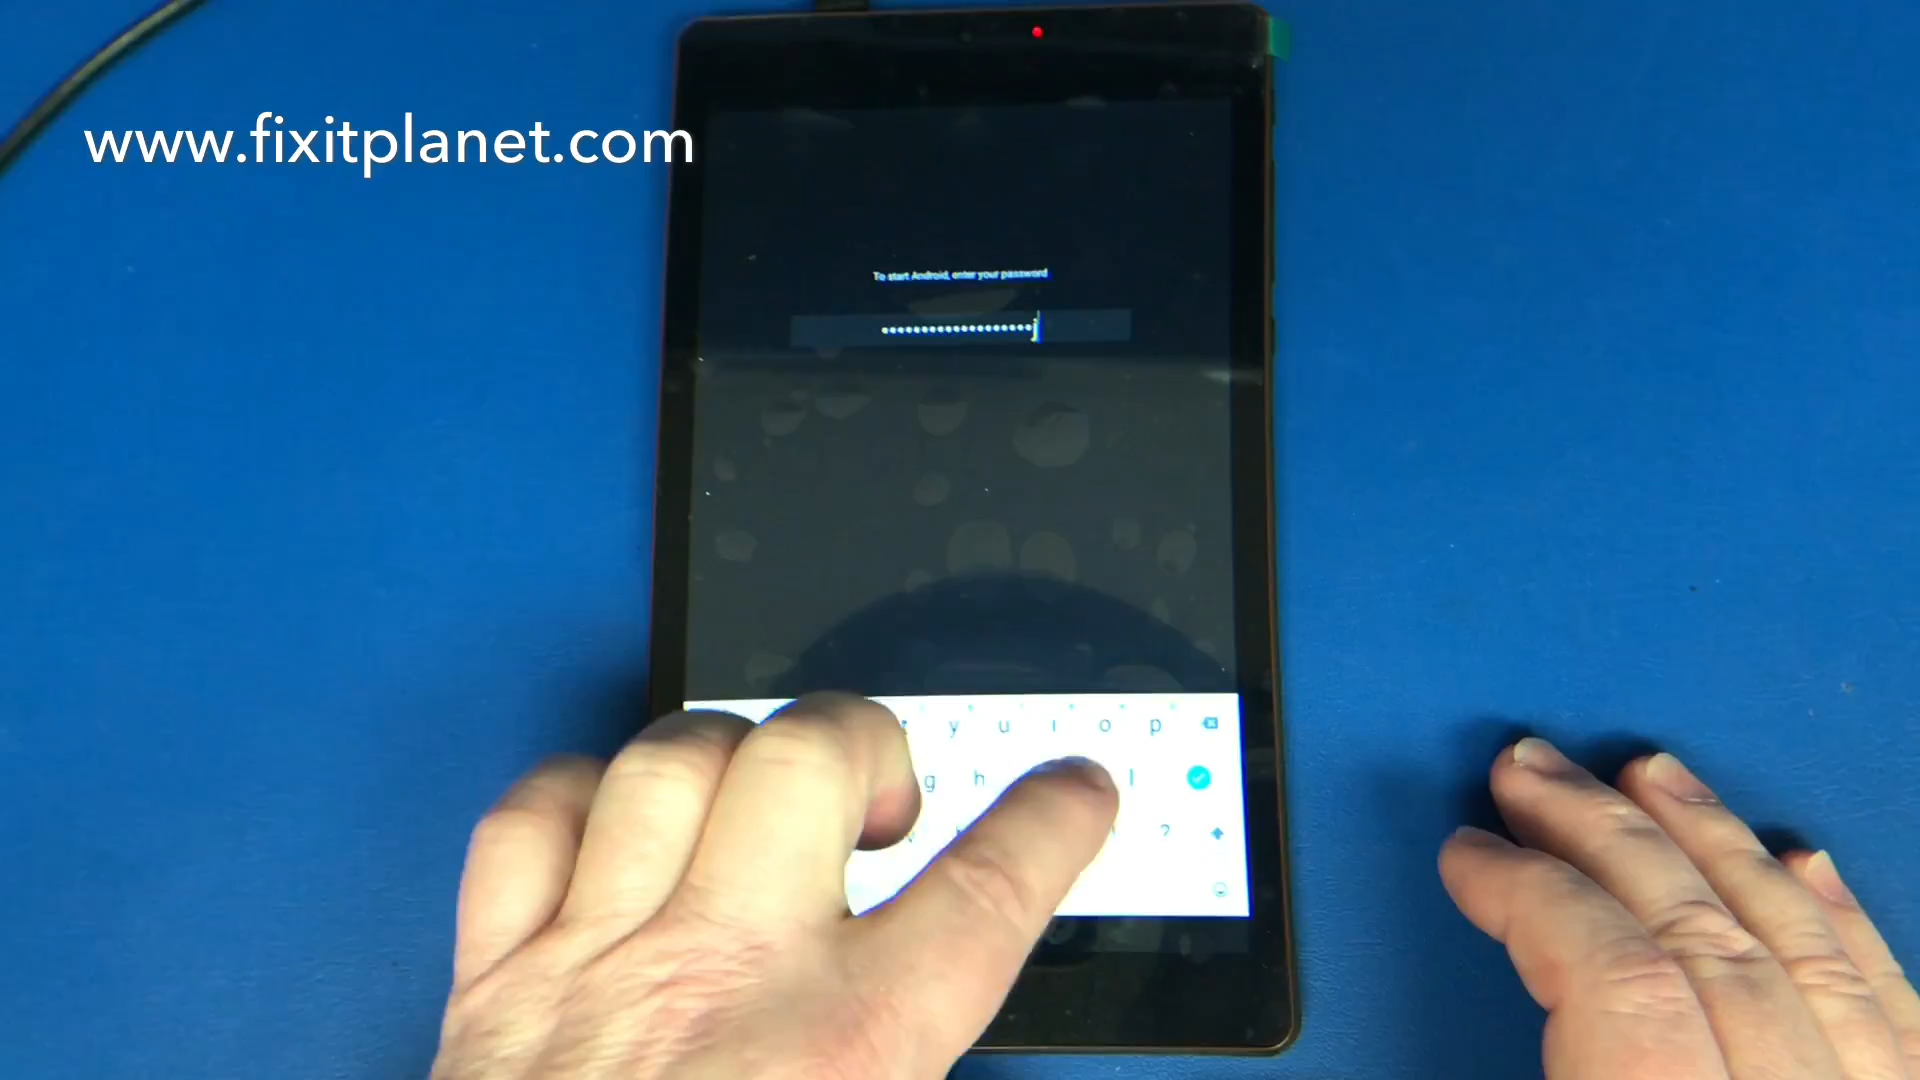 www.fixitplanet.com
To start Android, enter your password
t y u i o p
g h l
?